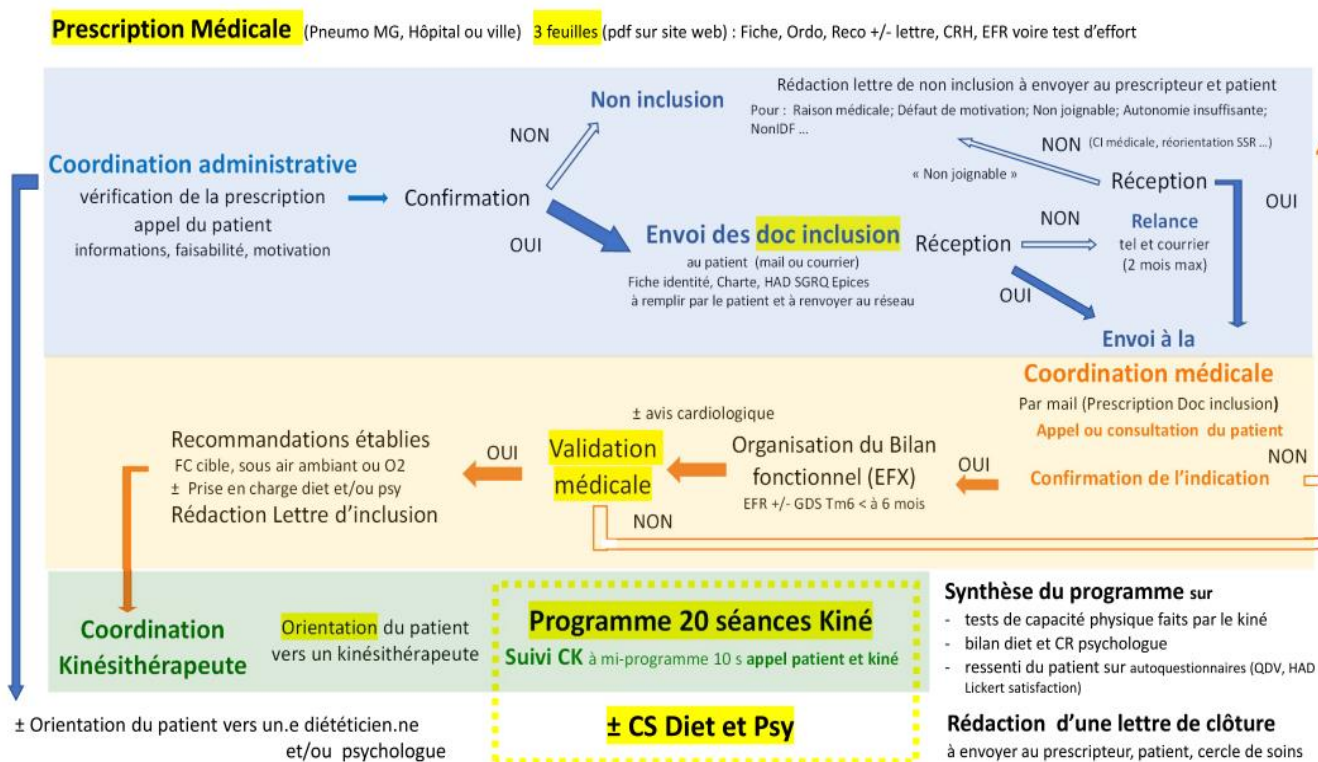 Prescription Médicale (Pneumo MG, Hôpital ou ville) 3 feuilles (pdf sur site web) : Fiche, Ordo, Reco +/- lettre, CRH, EFR voire test d'effort
Rédaction lettre de non inclusion à envoyer au prescripteur et patient
Non inclusion
Pour : Raison médicale; Défaut de motivation; Non joignable; Autonomie insuffisante;
NonIDF ...
NON
NON (CI médicale, réorientation SSR ...)
Coordination administrative
vérification de la prescription
appel du patient
informations, faisabilité, motivation
Confirmation
« Non joignable »
Réception
OUI
OUI
Envoi des doc inclusion
au patient (mail ou courrier)
Fiche identité, Charte, HAD SGRQ Epices
à remplir par le patient et à renvoyer au réseau
Réception
NON
Relance
tel et courrier
(2 mois max)
OUI
Envoi à la
Coordination médicale
Par mail (Prescription Doc inclusion)
Appel ou consultation du patient
NON
Confirmation de l'indication
OUI
± avis cardiologique
Organisation du Bilan
fonctionnel (EFX)
EFR +/- GDS Tm6 < à 6 mois
Validation
médicale
NON
OUI
Recommandations établies
FC cible, sous air ambiant ou O2
± Prise en charge diet et/ou psy
Rédaction Lettre d'inclusion
Coordination
Kinésithérapeute
Orientation du patient
vers un kinésithérapeute
Programme 20 séances Kiné
Suivi CK à mi-programme 10 s appel patient et kiné
± CS Diet et Psy
Synthèse du programme sur
- tests de capacité physique faits par le kiné
- bilan diet et CR psychologue
- ressenti du patient sur autoquestionnaires (QDV, HAD
Lickert satisfaction)
Rédaction d'une lettre de clôture
à envoyer au prescripteur, patient, cercle de soins
± Orientation du patient vers un.e diététicien.ne
et/ou psychologue